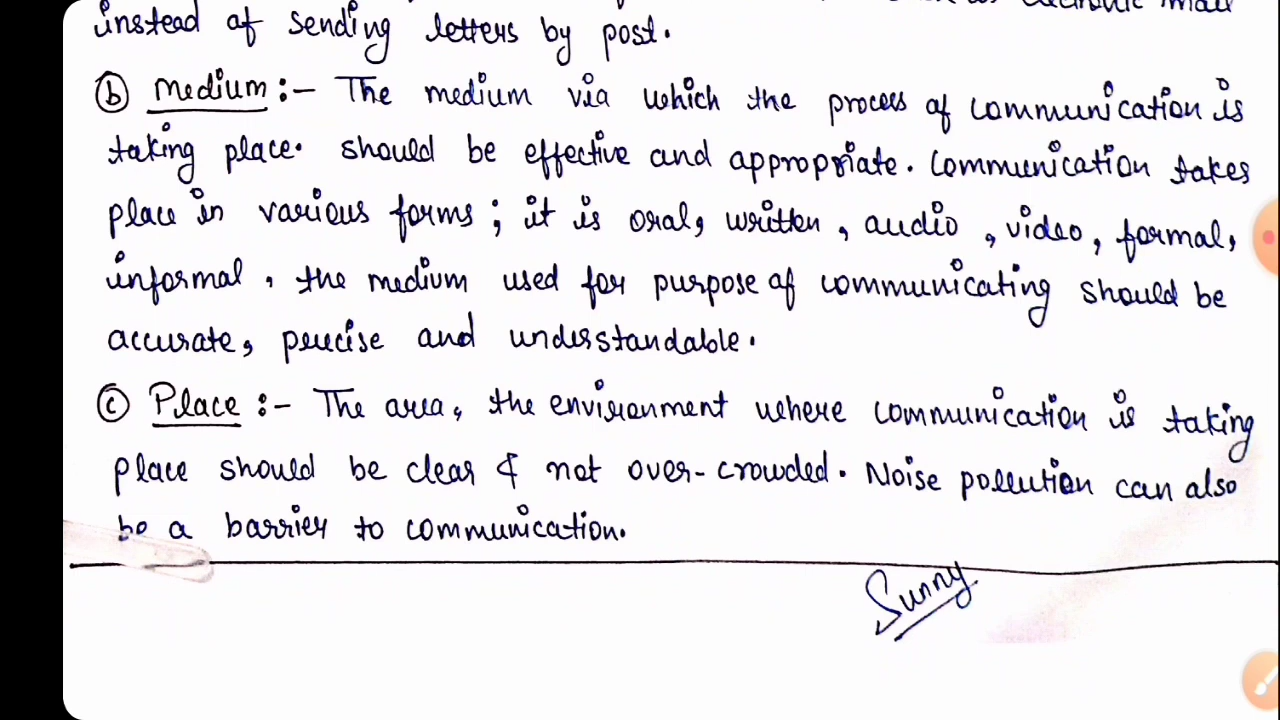 instead of sending letters by post.
ⓑ Medium :- The medium via which the process of communication is
taking place. should be effective and appropriate. Communication takes
place in various forms ; it is oral, written, audio, video, formal,
informal, the medium used for purpose of communicating should be
accurate, precise and understandable.
ⓒ Place :- The area, the environment where communication is taking
place should be clear & not over-crowded. Noise pollution can also
be a barrier to communication.
Sunny